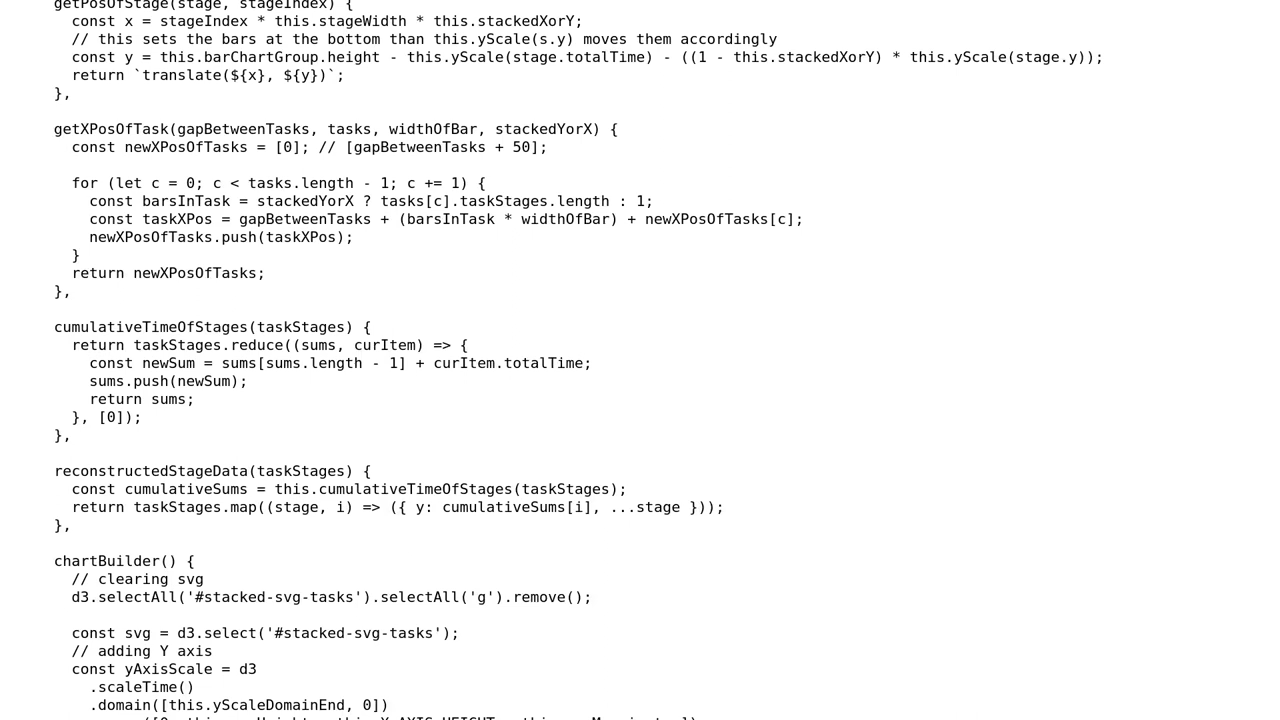 getPosOfStage(stage, stageIndex) {
const x = stageIndex * this.stageWidth * this.stackedXorY;
// this sets the bars at the bottom than this.yScale(s.y) moves them accordingly
const y = this.barChartGroup.height - this.yScale(stage.totalTime) - ((1 - this.stackedXorY) * this.yScale(stage.y));
return `translate(${x}, ${y})`;
},
getXPosOfTask(gapBetweenTasks, tasks, widthOfBar, stackedYorX) {
const newXPosOfTasks = [0]; // [gapBetweenTasks + 50];
for (let c = 0; c < tasks.length - 1; c += 1) {
const barsInTask = stackedYorX ? tasks[c].taskStages.length : 1;
const taskXPos = gapBetweenTasks + (barsInTask * widthOfBar) + newXPosOfTasks[c];
newXPosOfTasks.push(taskXPos);
}
return newXPosOfTasks;
},
cumulativeTimeOfStages(taskStages) {
return taskStages.reduce((sums, curItem) => {
const newSum = sums[sums.length - 1] + curItem.totalTime;
sums.push(newSum);
return sums;
}, [0]);
},
reconstructedStageData(taskStages) {
const cumulativeSums = this.cumulativeTimeOfStages(taskStages);
return taskStages.map((stage, i) => ({ y: cumulativeSums[i], ...stage }));
},
chartBuilder() {
// clearing svg
d3.selectAll('#stacked-svg-tasks').selectAll('g').remove();
const svg = d3.select('#stacked-svg-tasks');
// adding Y axis
const yAxisScale = d3
.scaleTime()
.domain([this.yScaleDomainEnd, 0])